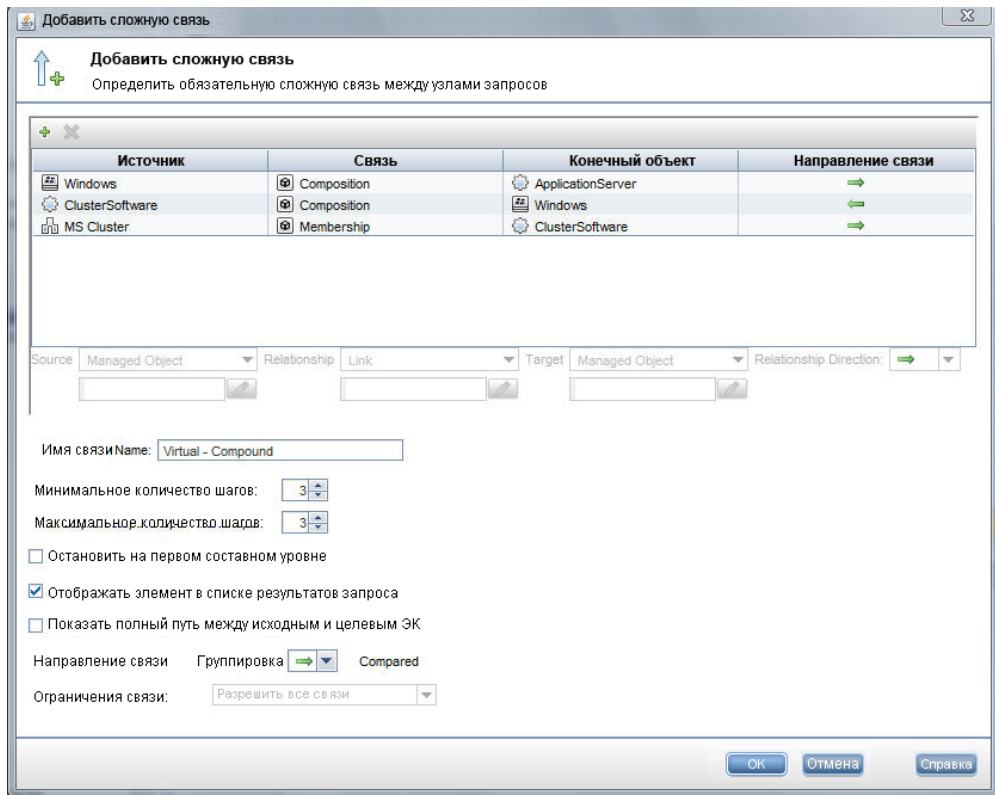 Добавить сложную связь
Добавить сложную связь
Определить обязательную сложную связь между узлами запросов
Источник Связь Конечный объект Направление связи
Windows Composition ApplicationServer
ClusterSoftware Composition Windows
MS Cluster Membership ClusterSoftware
Source Managed Object Relationship Link Target Managed Object Relationship Direction:
Имя связи Name: Virtual - Compound
Минимальное количество шагов: 3
Максимальное количество шагов: 3
Остановить на первом составном уровне
Отображать элемент в списке результатов запроса
Показать полный путь между исходным и целевым ЭК
Направление связи Группировка Compared
Ограничения связи: Разрешить все связи
OK Отмена Справка